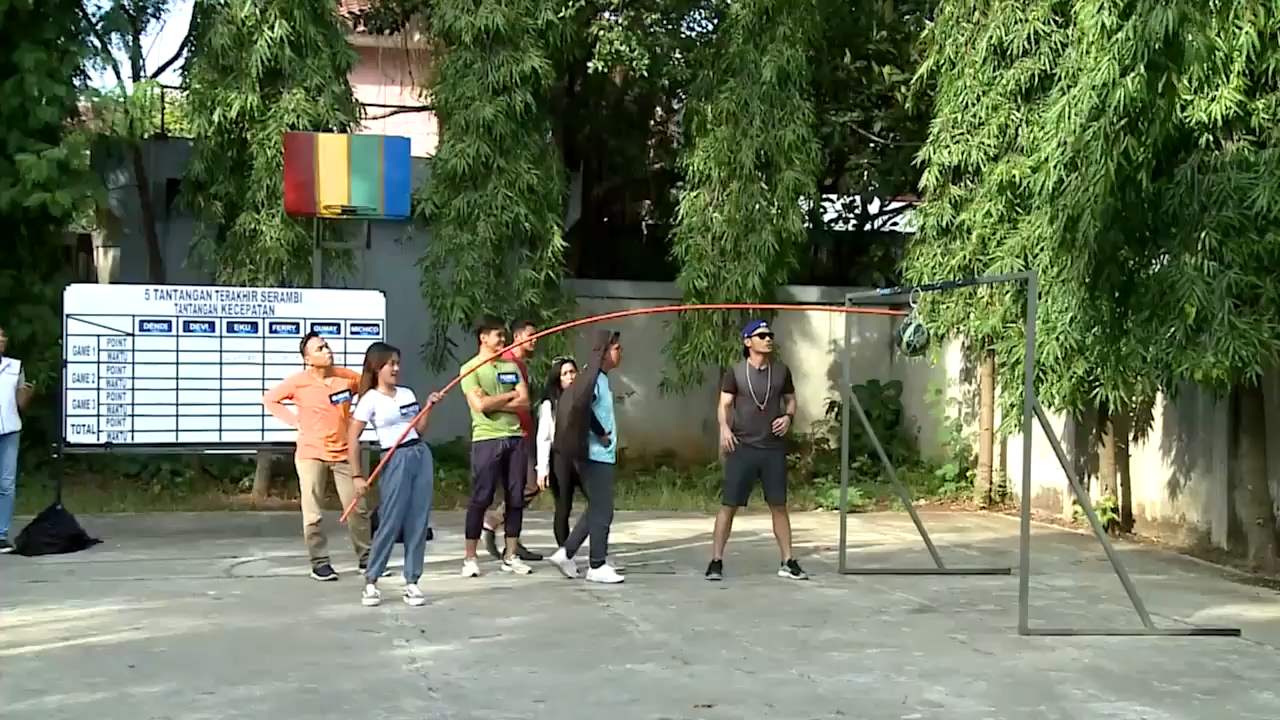 5 TANTANGAN TERAKHIR SERAMBI
TANTANGAN KECEPATAN
DENDI DEVI EKU FERRY GUMAY MICHICO
GAME 1 POINT
WAKTU
GAME 2 POINT
WAKTU
GAME 3 POINT
WAKTU
TOTAL POINT
WAKTU